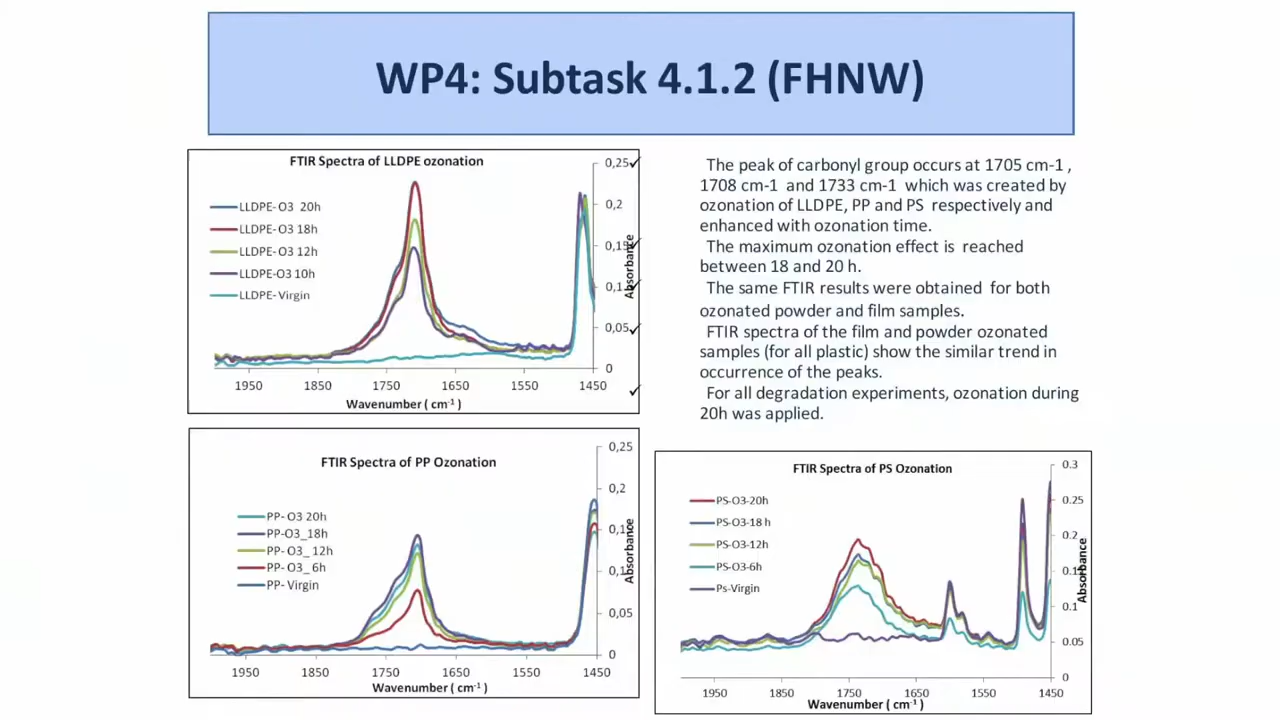 WP4: Subtask 4.1.2 (FHNW)
FTIR Spectra of LLDPE ozonation
LLDPE- O3 20h
LLDPE- O3 18h
LLDPE- O3 12h
LLDPE-O3 10h
LLDPE- Virgin
0,25
0,2
0,15
0,1
0,05
0
Absorbance
1950 1850 1750 1650 1550 1450
Wavenumber ( cm-1 )
✓ The peak of carbonyl group occurs at 1705 cm-1 ,
1708 cm-1 and 1733 cm-1 which was created by
ozonation of LLDPE, PP and PS respectively and
enhanced with ozonation time.
✓ The maximum ozonation effect is reached
between 18 and 20 h.
✓ The same FTIR results were obtained for both
ozonated powder and film samples.
✓ FTIR spectra of the film and powder ozonated
samples (for all plastic) show the similar trend in
occurrence of the peaks.
✓ For all degradation experiments, ozonation during
20h was applied.
FTIR Spectra of PP Ozonation
PP- O3 20h
PP-O3_18h
PP- O3_ 12h
PP- O3_ 6h
PP- Virgin
0,25
0,2
0,15
0,1
0,05
0
Absorbance
1950 1850 1750 1650 1550 1450
Wavenumber ( cm-1 )
FTIR Spectra of PS Ozonation
PS-O3-20h
PS-O3-18 h
PS-O3-12h
PS-O3-6h
Ps-Virgin
0.3
0.25
0.2
0.15
0.1
0.05
0
Absorbance
1950 1850 1750 1650 1550 1450
Wavenumber ( cm-1 )